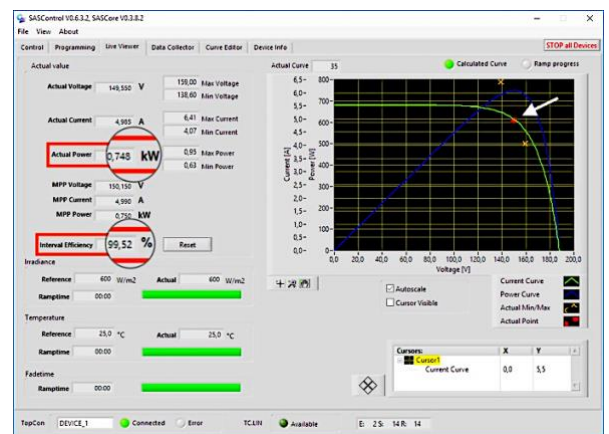 SASControl V0.6.3.2, SASCore V0.3.8.2
File View About
Control Programming Live Viewer Data Collector Curve Editor Device Info STOP all Devices
Actual value
Actual Voltage 149,550 V 159,00 Max Voltage
138,60 Min Voltage
Actual Current 4,985 A 6,41 Max Current
4,07 Min Current
Actual Power 0,748 kW 0,95 Max Power
0,63 Min Power
MPP Voltage 150,150 V
MPP Current 4,990 A
MPP Power 0,750 kW
Interval Efficiency 99,52 % Reset
Irradiance
Reference 600 W/m2 Actual 600 W/m2
Ramptime 00:00
Temperature
Reference 25,0 °C Actual 25,0 °C
Ramptime 00:00
Fadetime
Ramptime 00:00
Actual Curve 35 Calculated Curve Ramp progress
Current [A]
Power [W]
6,5 800
6,0
5,5 700
5,0 600
4,5
4,0 500
3,5
3,0 400
2,5 300
2,0
1,5 200
1,0 100
0,5
0,0 0
0,0 20,0 40,0 60,0 80,0 100,0 120,0 140,0 160,0 180,0 200,0
Voltage [V]
Autoscale
Cursor Visible
Current Curve
Power Curve
Actual Min/Max
Actual Point
Cursors: X Y
Cursor1
Current Curve 0,0 5,5
TopCon DEVICE_1 Connected Error TC.LIN Available E: 2 S: 14 R: 14